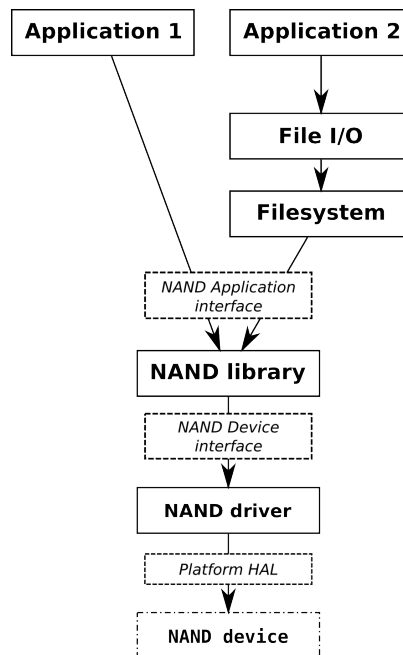 Application 1
Application 2
File I/O
Filesystem
NAND Application
interface
NAND library
NAND Device
interface
NAND driver
Platform HAL
NAND device